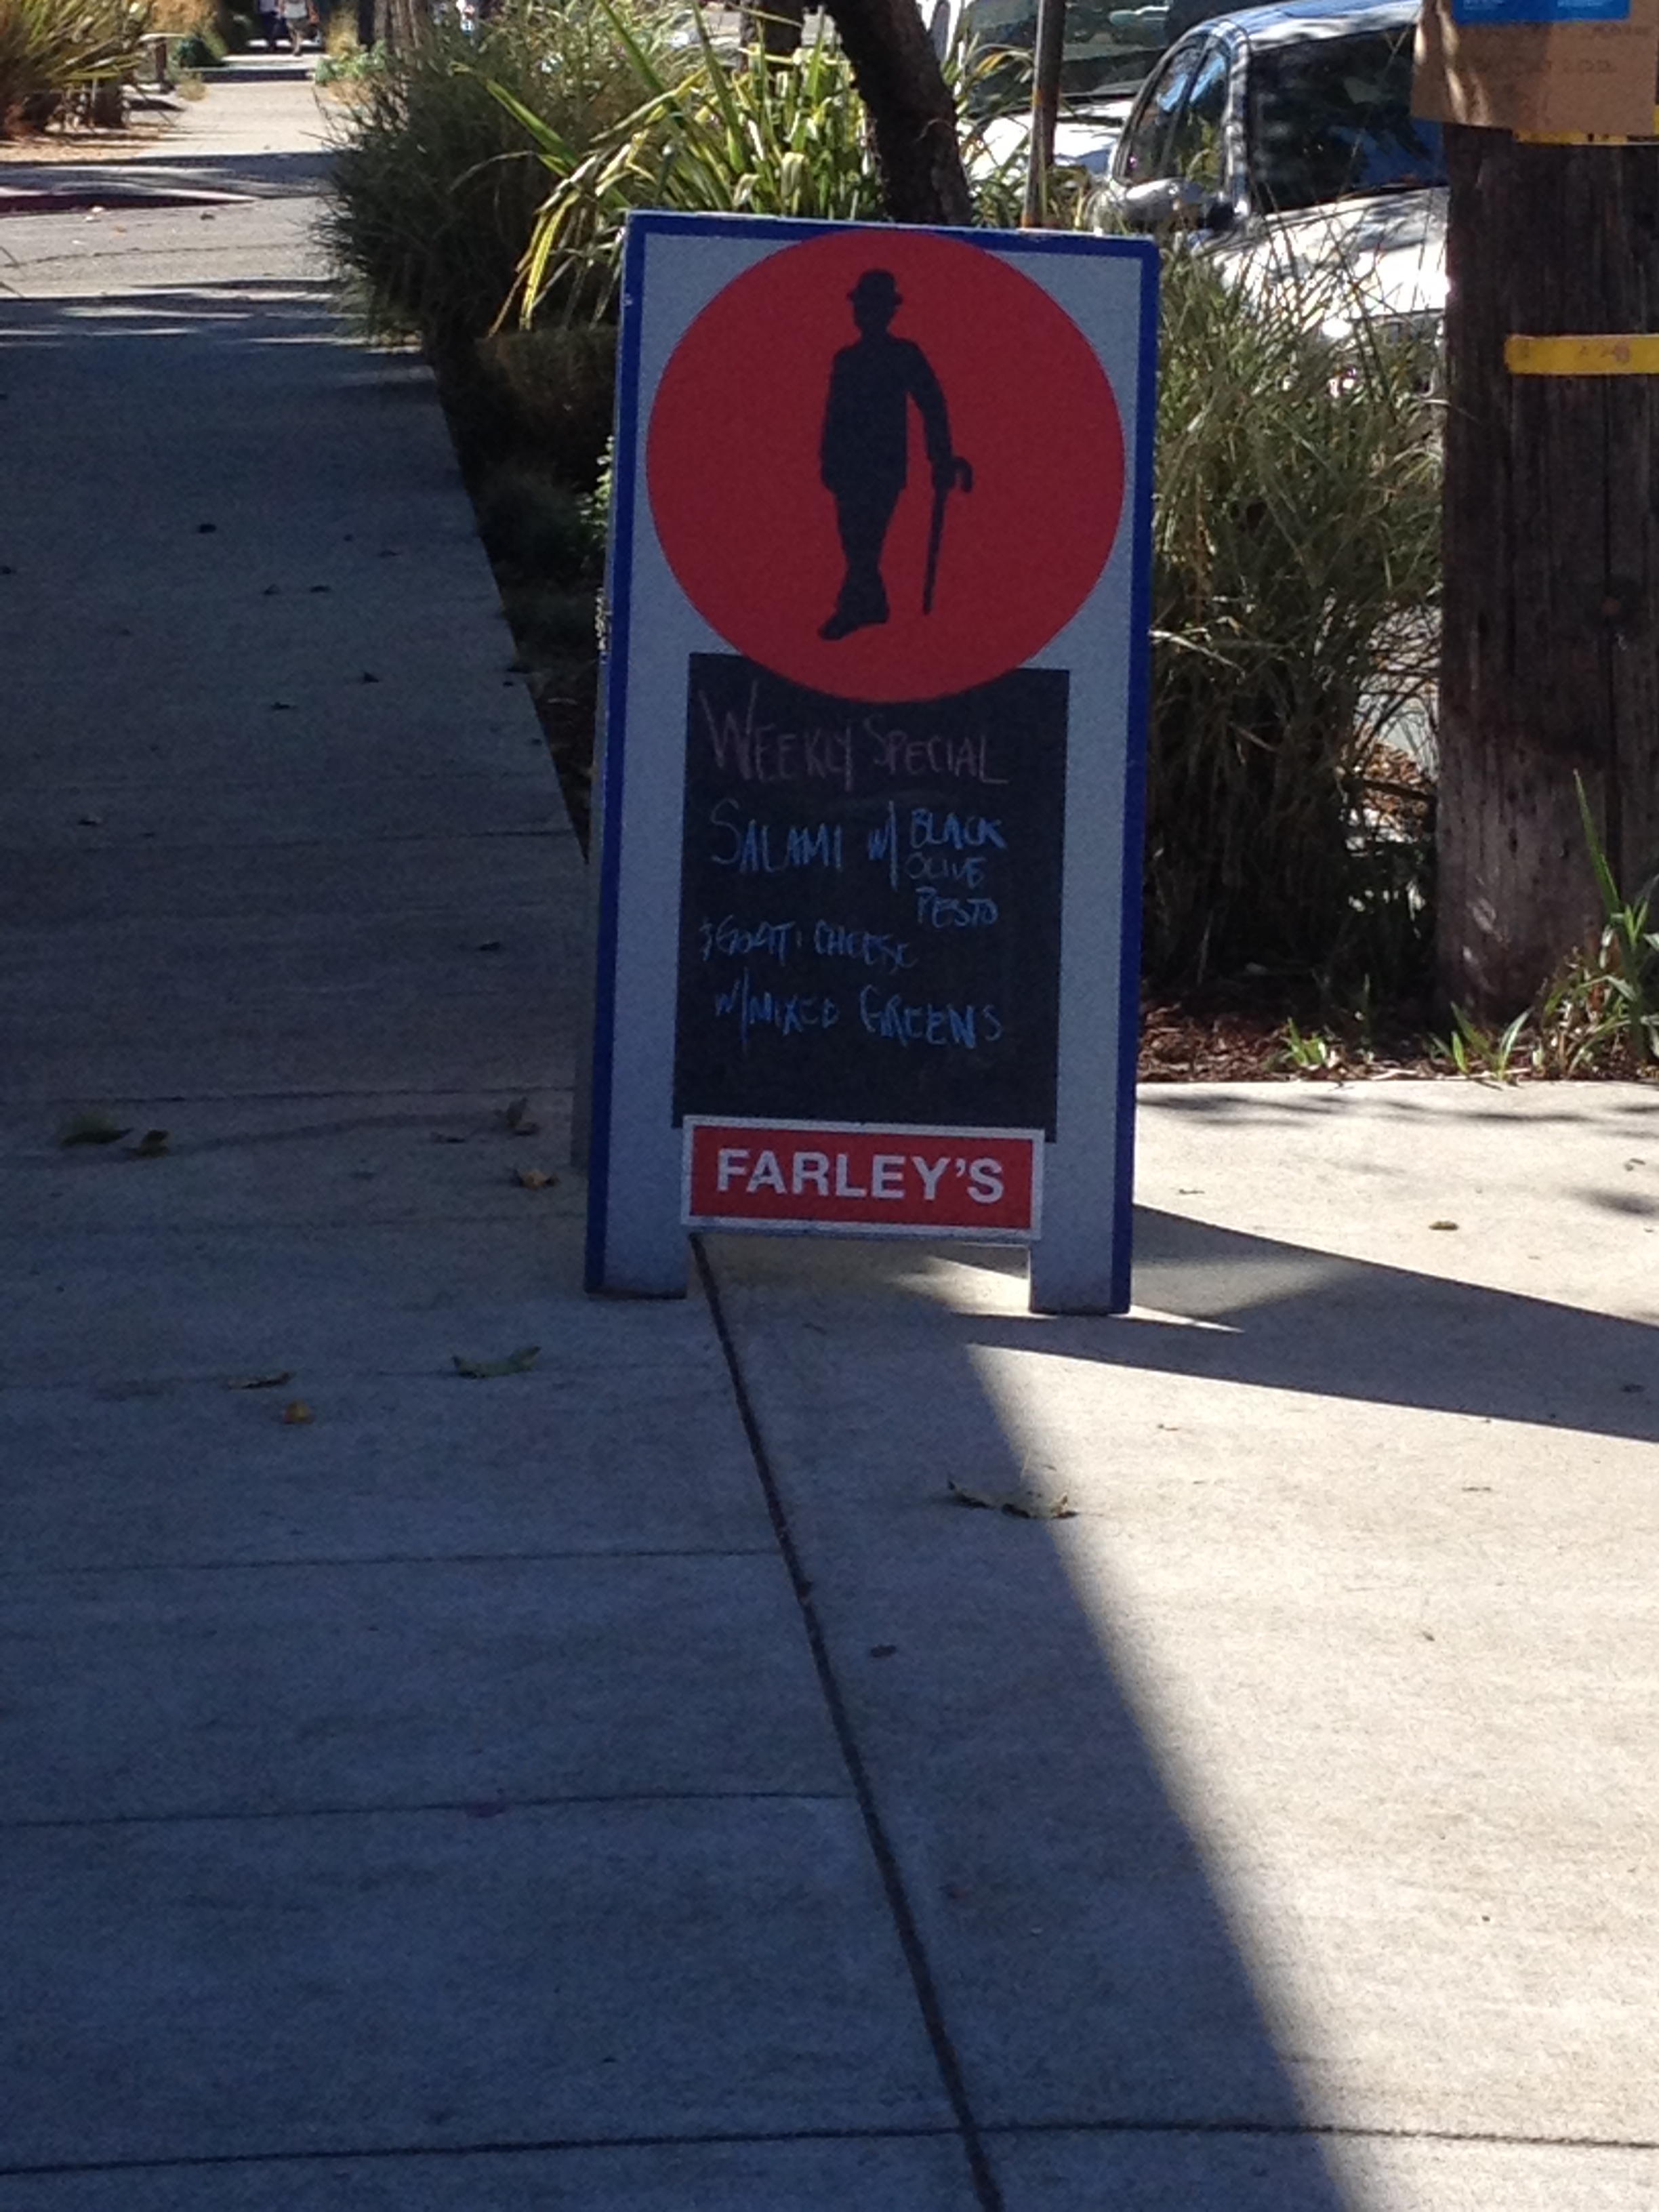 WEEKLY SPECIAL
SALAMI W/ BLACK
OLIVE
PESTO
& GOAT CHEESE
W/MIXED GREENS
FARLEY'S